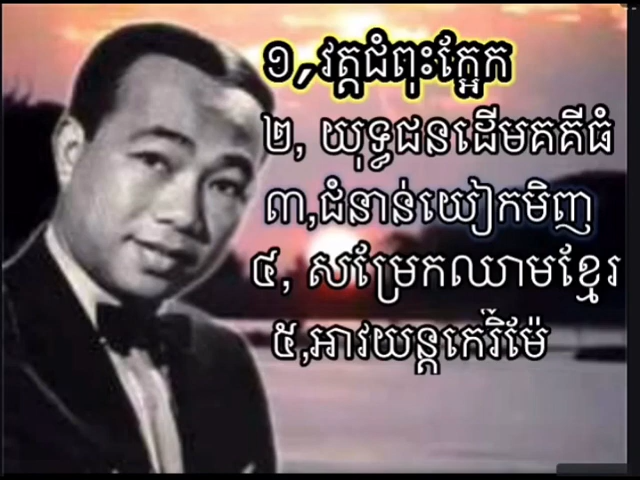 ១,វត្តជំពុះក្អែក
២, យុទ្ធជនដើមគគីធំ
៣,ជំនាន់យៀកមិញ
៤, សម្រែកឈាមខ្មែរ
៥,អាវយន្តកេរ៉ិ៍ម៉ែ